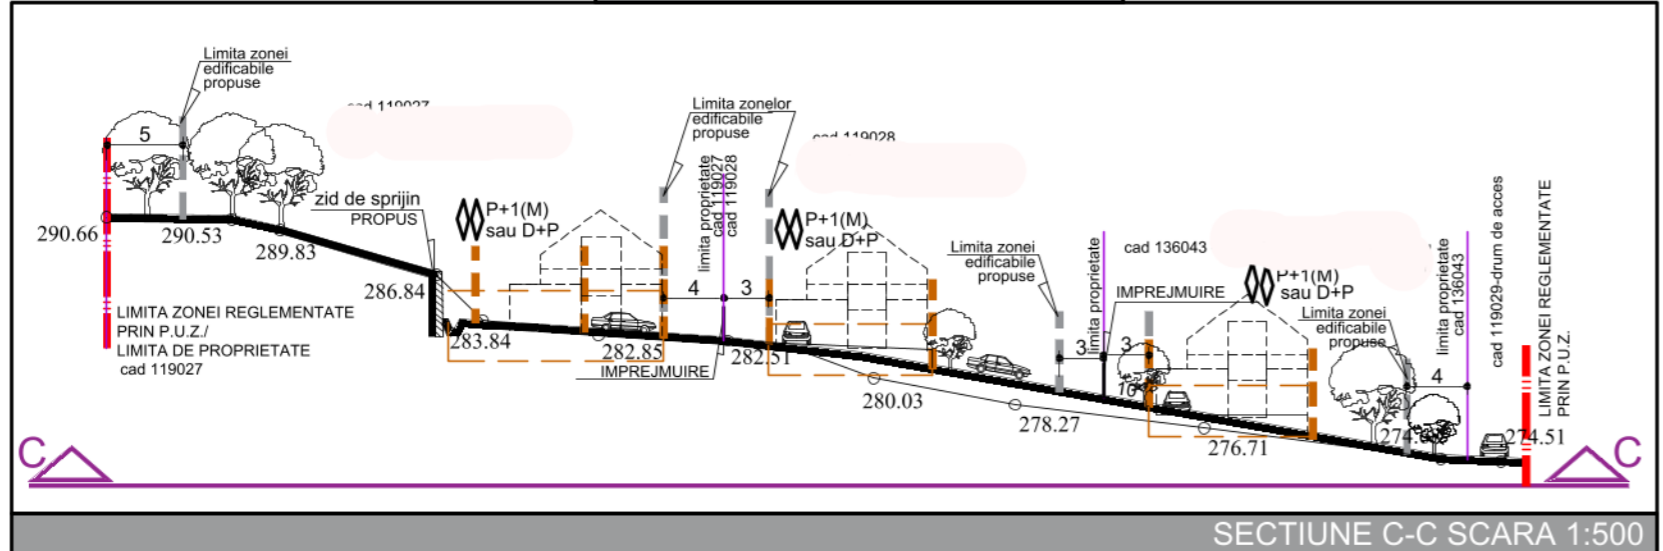 Limita zonei
edificabile
propuse
cad 119027
5
zid de sprijin
PROPUS
290.66
290.53
289.83
286.84
LIMITA ZONEI REGLEMENTATE
PRIN P.U.Z./
LIMITA DE PROPRIETATE
cad 119027
P+1(M)
sau D+P
283.84
282.85
Limita zonelor
edificabile
propuse
limita proprietate
cad 119027
cad 119028
4
3
282.51
IMPREJMUIRE
cad 119028
P+1(M)
sau D+P
280.03
Limita zonei
edificabile
propuse
278.27
3
limita proprietate
3
cad 136043
IMPREJMUIRE
P+1(M)
sau D+P
276.71
Limita zonei
edificabile
propuse
4
limita proprietate
cad 136043
cad 119029-drum de acces
LIMITA ZONEI REGLEMENTATE
PRIN P.U.Z.
274.51
C
C
SECTIUNE C-C SCARA 1:500